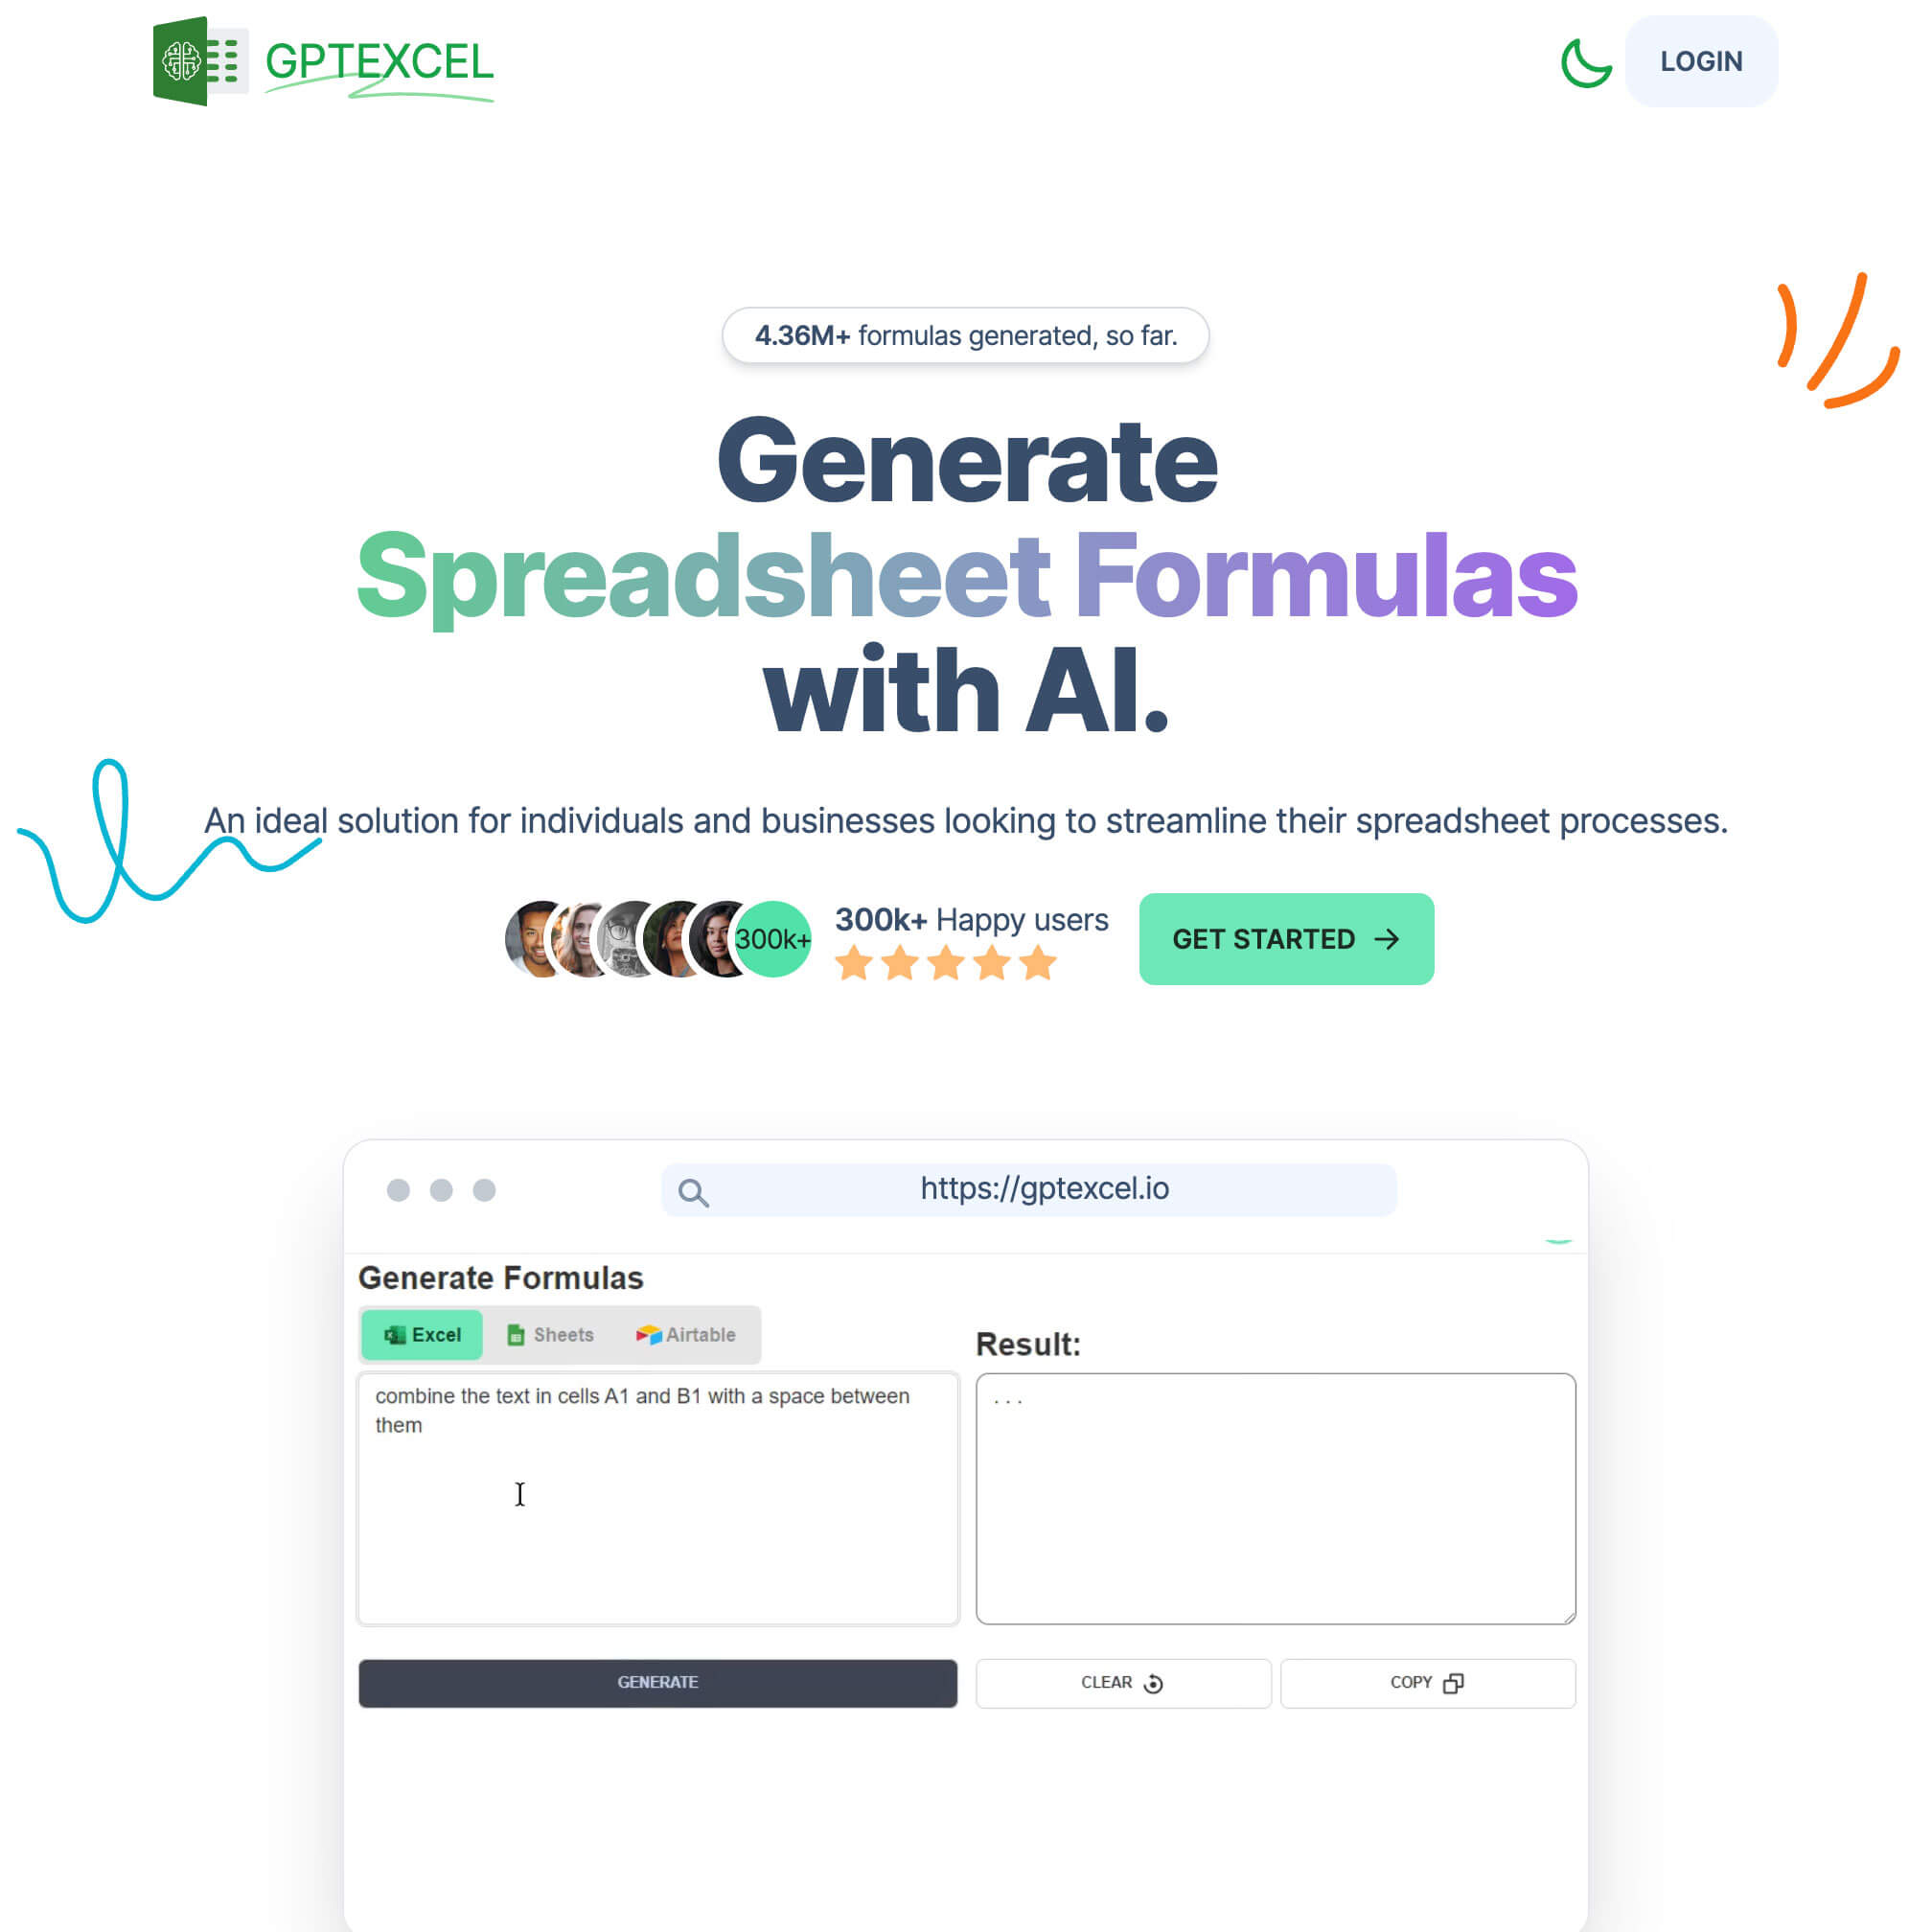 GPTEXCEL
LOGIN
4.36M+ formulas generated, so far.
Generate
Spreadsheet Formulas
with AI.
An ideal solution for individuals and businesses looking to streamline their spreadsheet processes.
300k+
300k+ Happy users
GET STARTED →
https://gptexcel.io
Generate Formulas
Excel Sheets Airtable
Result:
combine the text in cells A1 and B1 with a space between
them
. . .
GENERATE
CLEAR
COPY